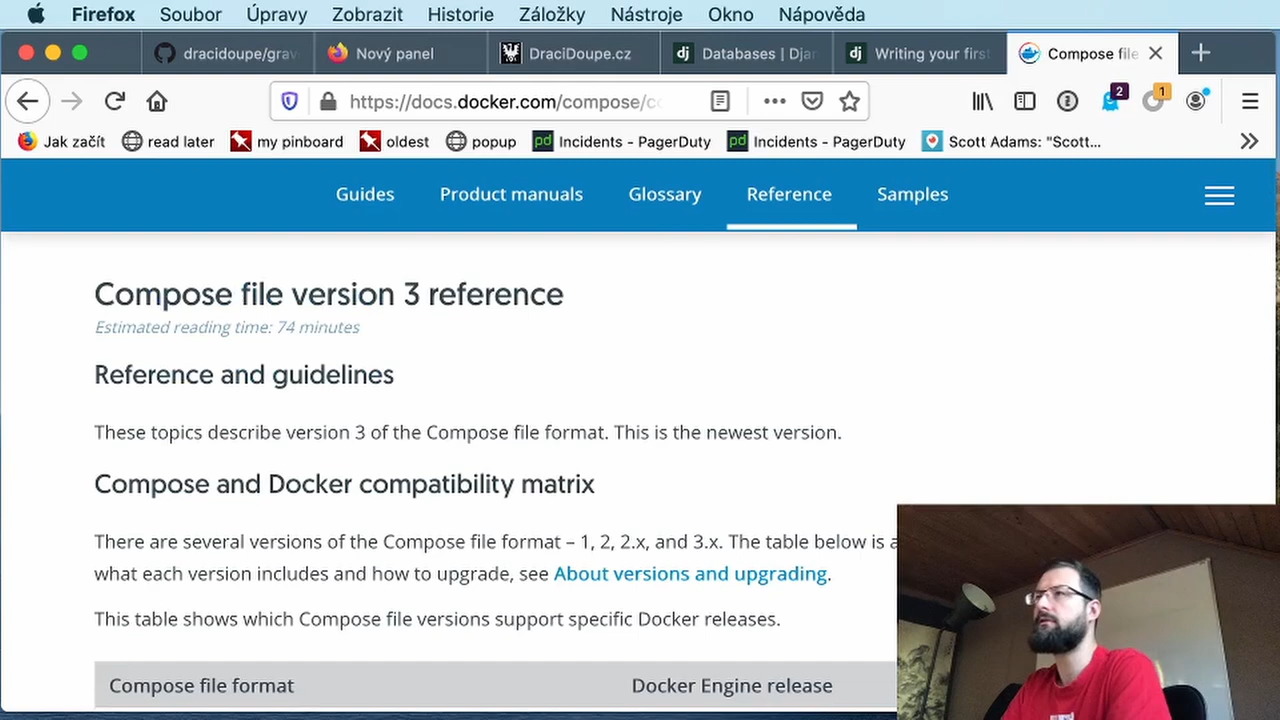 Firefox Soubor Úpravy Zobrazit Historie Záložky Nástroje Okno Nápověda
dracidoupe/grav Nový panel DraciDoupe.cz Databases | Djan Writing your first Compose file
https://docs.docker.com/compose/co 2 1
Jak začít read later my pinboard oldest popup Incidents - PagerDuty Incidents - PagerDuty Scott Adams: "Scott...
Guides Product manuals Glossary Reference Samples
Compose file version 3 reference
Estimated reading time: 74 minutes
Reference and guidelines
These topics describe version 3 of the Compose file format. This is the newest version.
Compose and Docker compatibility matrix
There are several versions of the Compose file format – 1, 2, 2.x, and 3.x. The table below is a
what each version includes and how to upgrade, see About versions and upgrading.
This table shows which Compose file versions support specific Docker releases.
Compose file format Docker Engine release